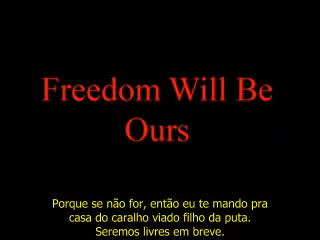 Freedom Will Be
Ours
Porque se não for, então eu te mando pra
casa do caralho viado filho da puta.
Seremos livres em breve.